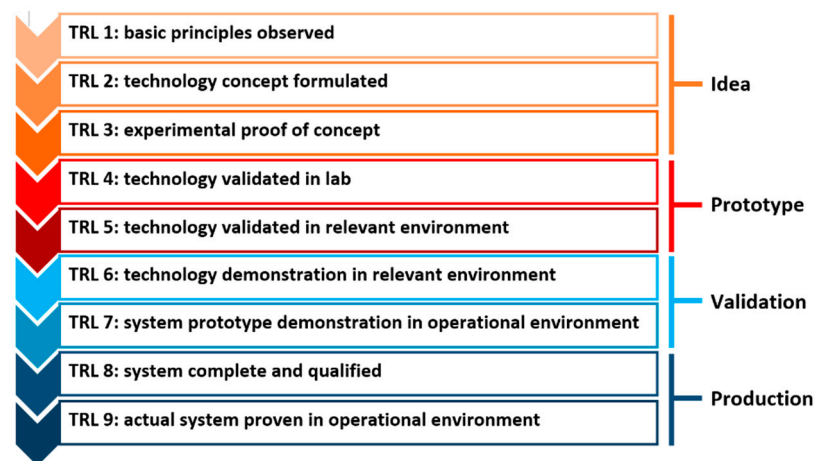 TRL 1: basic principles observed
TRL 2: technology concept formulated
TRL 3: experimental proof of concept
Idea
TRL 4: technology validated in lab
TRL 5: technology validated in relevant environment
Prototype
TRL 6: technology demonstration in relevant environment
TRL 7: system prototype demonstration in operational environment
Validation
TRL 8: system complete and qualified
TRL 9: actual system proven in operational environment
Production